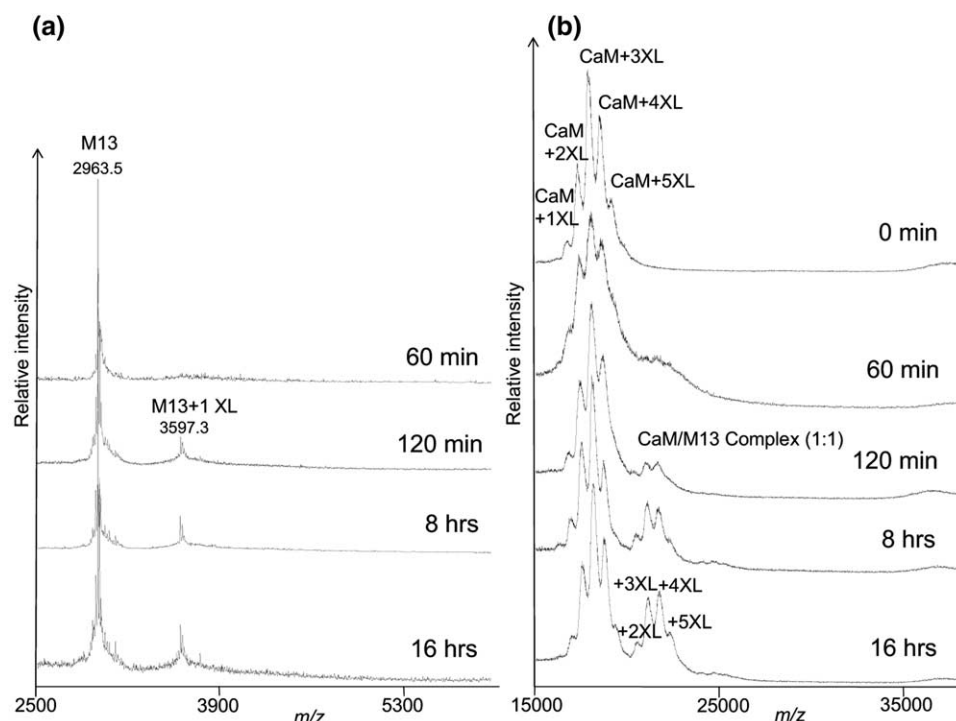 (a)
Relative intensity
M13
2963.5
60 min
M13+1 XL
3597.3
120 min
8 hrs
16 hrs
2500
3900
5300
m/z
(b)
Relative intensity
CaM+3XL
CaM+4XL
CaM
+2XL
CaM+5XL
CaM
+1XL
0 min
60 min
CaM/M13 Complex (1:1)
120 min
8 hrs
+3XL+4XL
+2XL
+5XL
16 hrs
15000
25000
35000
m/z